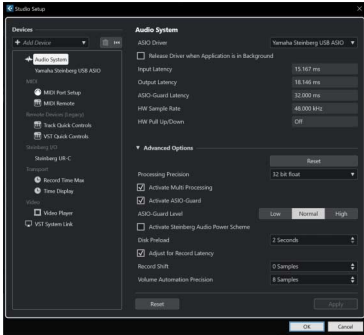 Studio Setup
Devices
+ Add Device
Audio System
Yamaha Steinberg USB ASIO
MIDI
MIDI Port Setup
MIDI Remote
Remote Devices (Legacy)
Track Quick Controls
VST Quick Controls
Steinberg I/O
Steinberg UR-C
Transport
Record Time Max
Time Display
Video
Video Player
VST System Link
Audio System
ASIO Driver Yamaha Steinberg USB ASIO
Release Driver when Application is in Background
Input Latency 15.167 ms
Output Latency 18.146 ms
ASIO-Guard Latency 32.000 ms
HW Sample Rate 48.000 kHz
HW Pull Up/Down Off
Advanced Options
Reset
Processing Precision 32 bit float
Activate Multi Processing
Activate ASIO-Guard
ASIO-Guard Level Low Normal High
Activate Steinberg Audio Power Scheme
Disk Preload 2 Seconds
Adjust for Record Latency
Record Shift 0 Samples
Volume Automation Precision 8 Samples
Reset Apply
OK Cancel